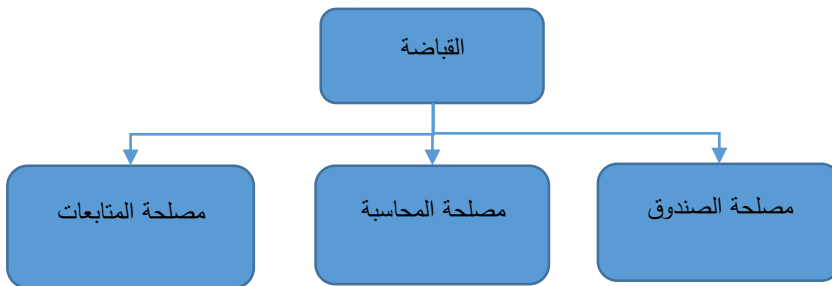 القباضة
مصلحة الصندوق
مصلحة المحاسبة
مصلحة المتابعات